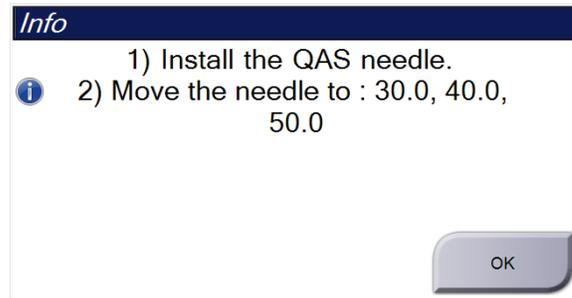 Info
1) Install the QAS needle.
2) Move the needle to : 30.0, 40.0,
50.0
OK